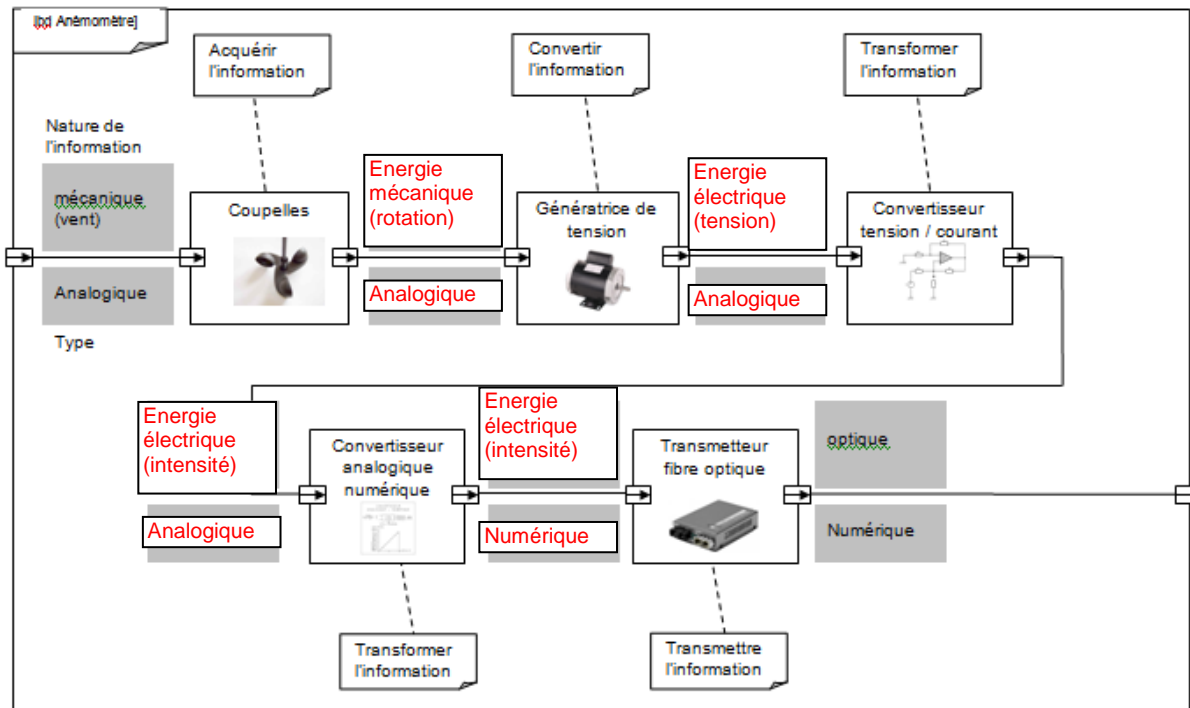 ibd Anémomètre]
Acquérir
l'information
Convertir
l'information
Transformer
l'information
Nature de
l'information
mécanique
(vent)
Analogique
Type
Coupelles
Energie
mécanique
(rotation)
Analogique
Génératrice de
tension
Energie
électrique
(tension)
Analogique
Convertisseur
tension / courant
Energie
électrique
(intensité)
Analogique
Convertisseur
analogique
numérique
Energie
électrique
(intensité)
Numérique
Transmetteur
fibre optique
optique
Numérique
Transformer
l'information
Transmettre
l'information